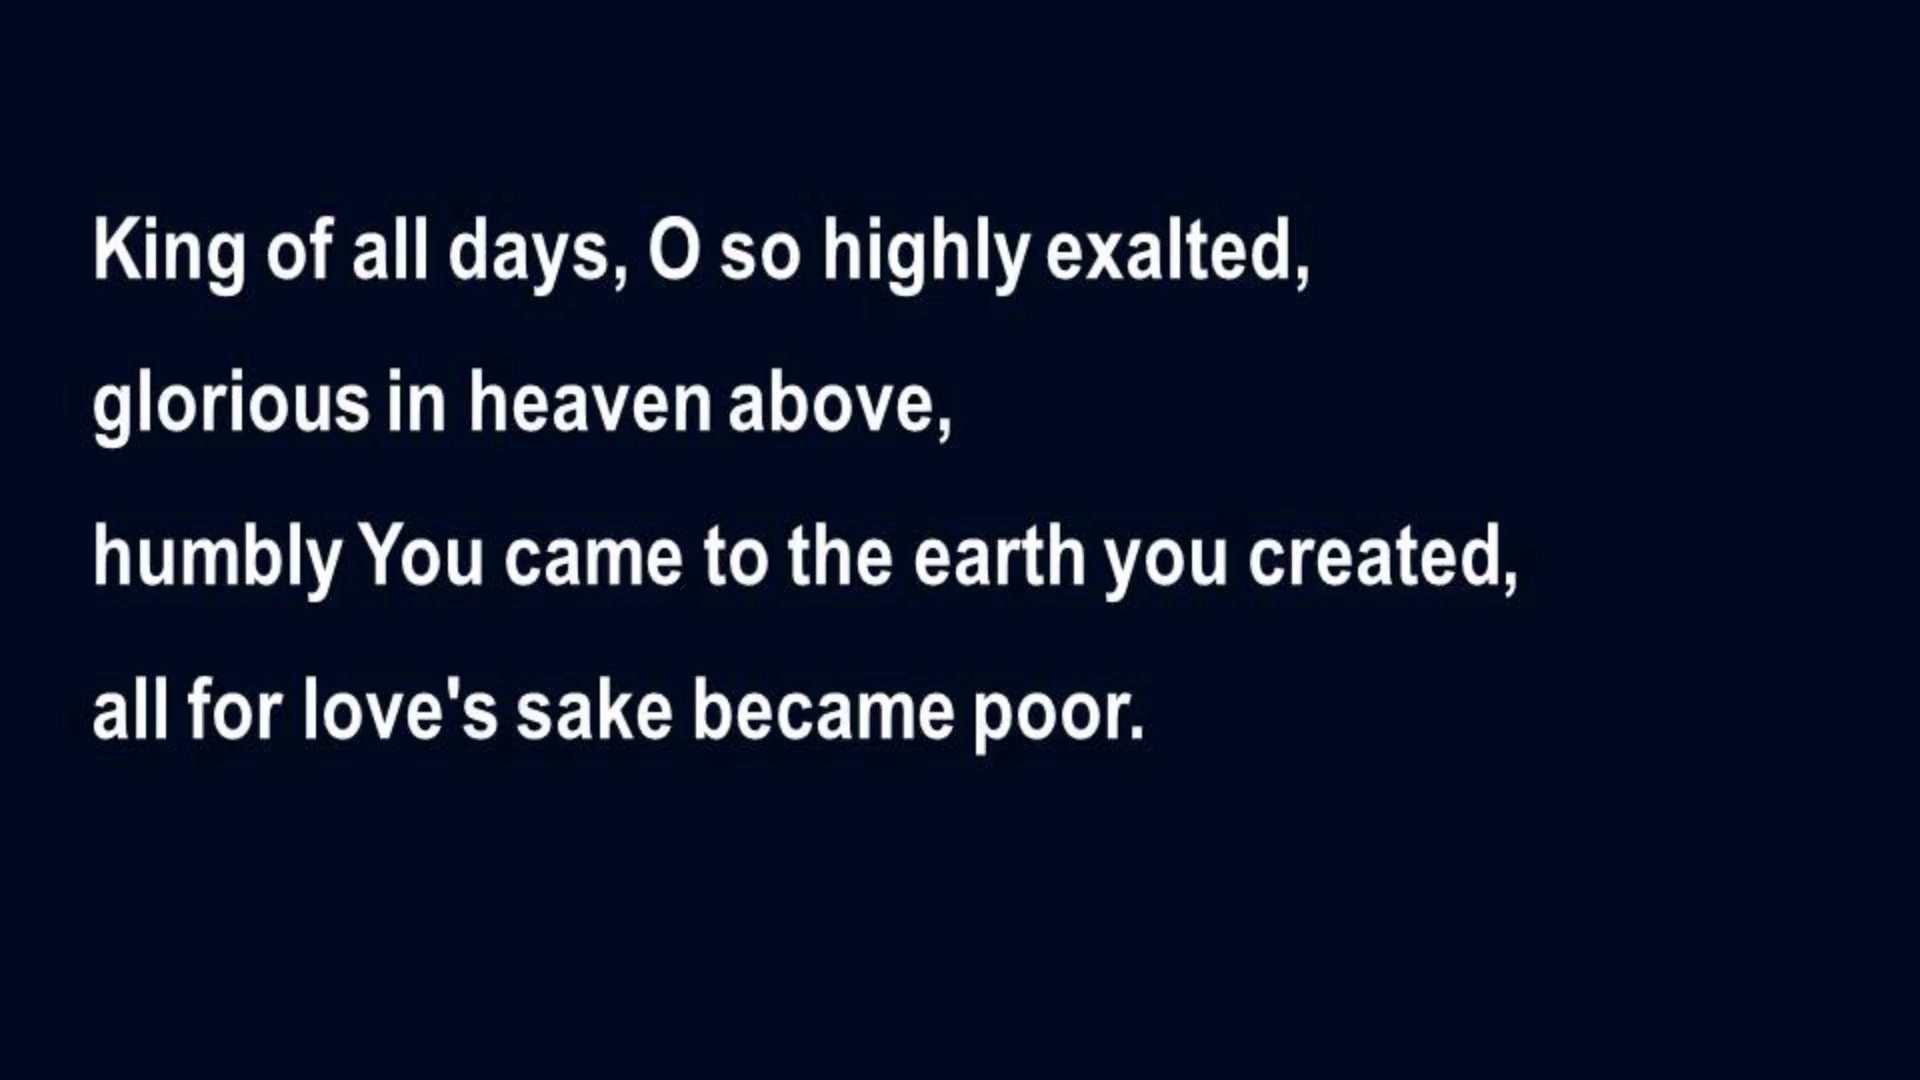 King of all days, O so highly exalted,
glorious in heaven above,
humbly You came to the earth you created,
all for love's sake became poor.